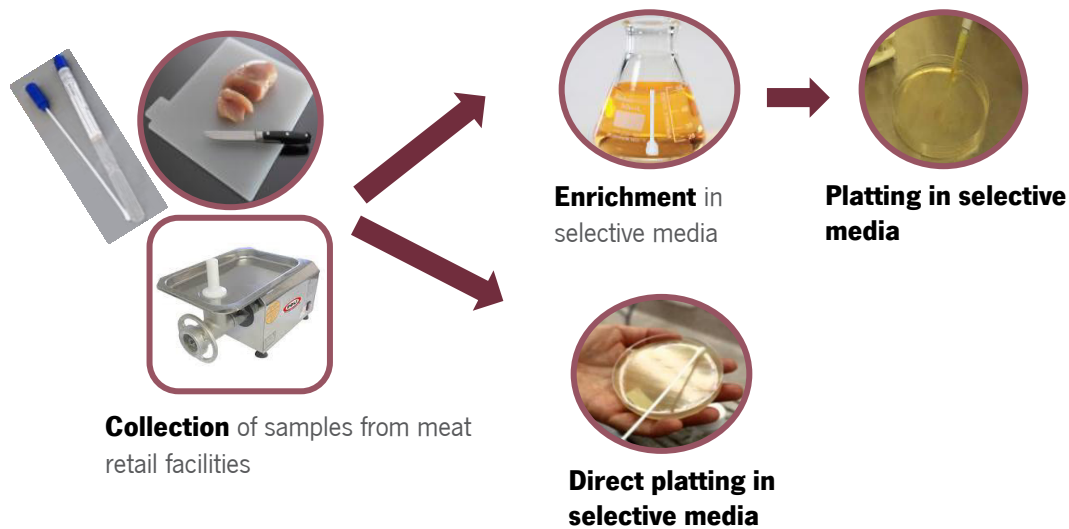 Enrichment in
selective media
Platting in selective
media
Collection of samples from meat
retail facilities
Direct platting in
selective media